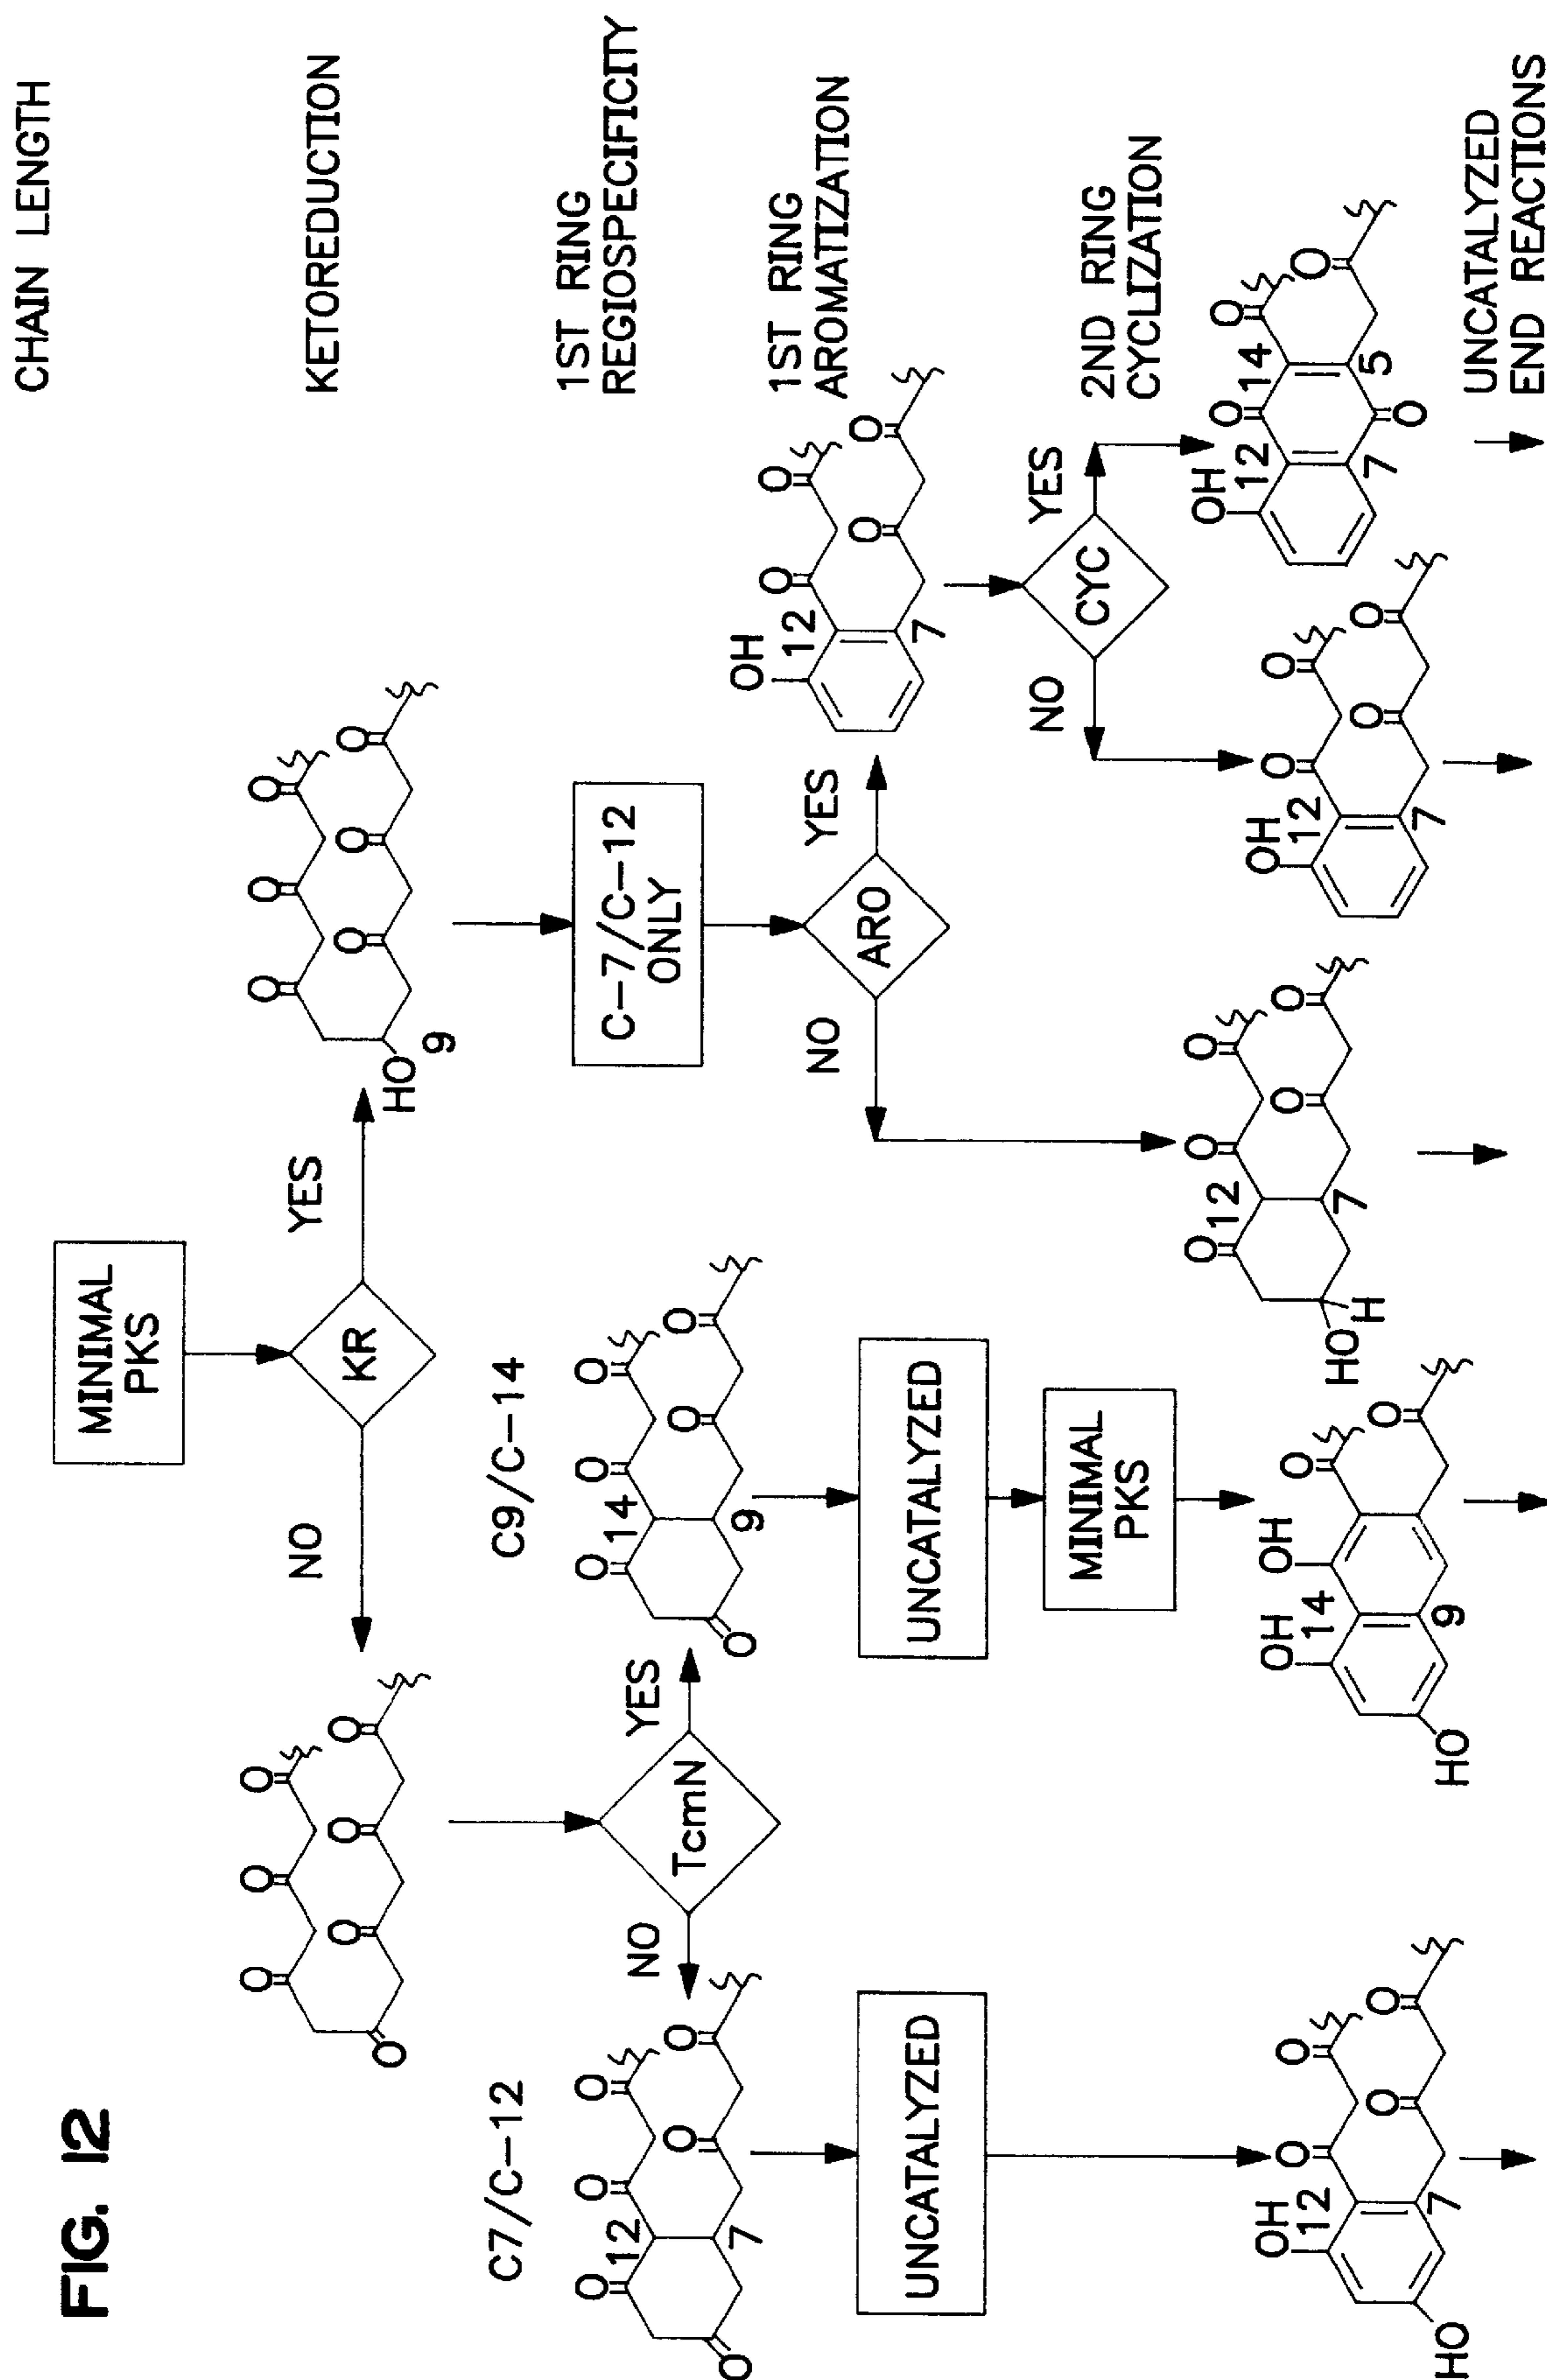 FIG. 12
CHAIN LENGTH
MINIMAL
PKS
KETOREDUCTION
NO
KR
YES
O O O
O O O
O
O O O
O O
HO
9
1ST RING
REGIOSPECIFICITY
C7/C-12
C9/C-14
C-7/C-12
ONLY
NO
TcmN
YES
O O O
12
O O
7
O
O O O
14
O O
9
O
1ST RING
AROMATIZATION
NO
ARO
YES
OH O O
12
O O
7
UNCATALYZED
UNCATALYZED
MINIMAL
PKS
2ND RING
CYCLIZATION
NO
CYC
YES
OH O O
12
O O
7
HO
OH OH O
14
O
9
HO
O O O
12
O O
7
HO H
OH O O
12
O O
7
OH O O
12 14
O
7 O 5
UNCATALYZED
END REACTIONS